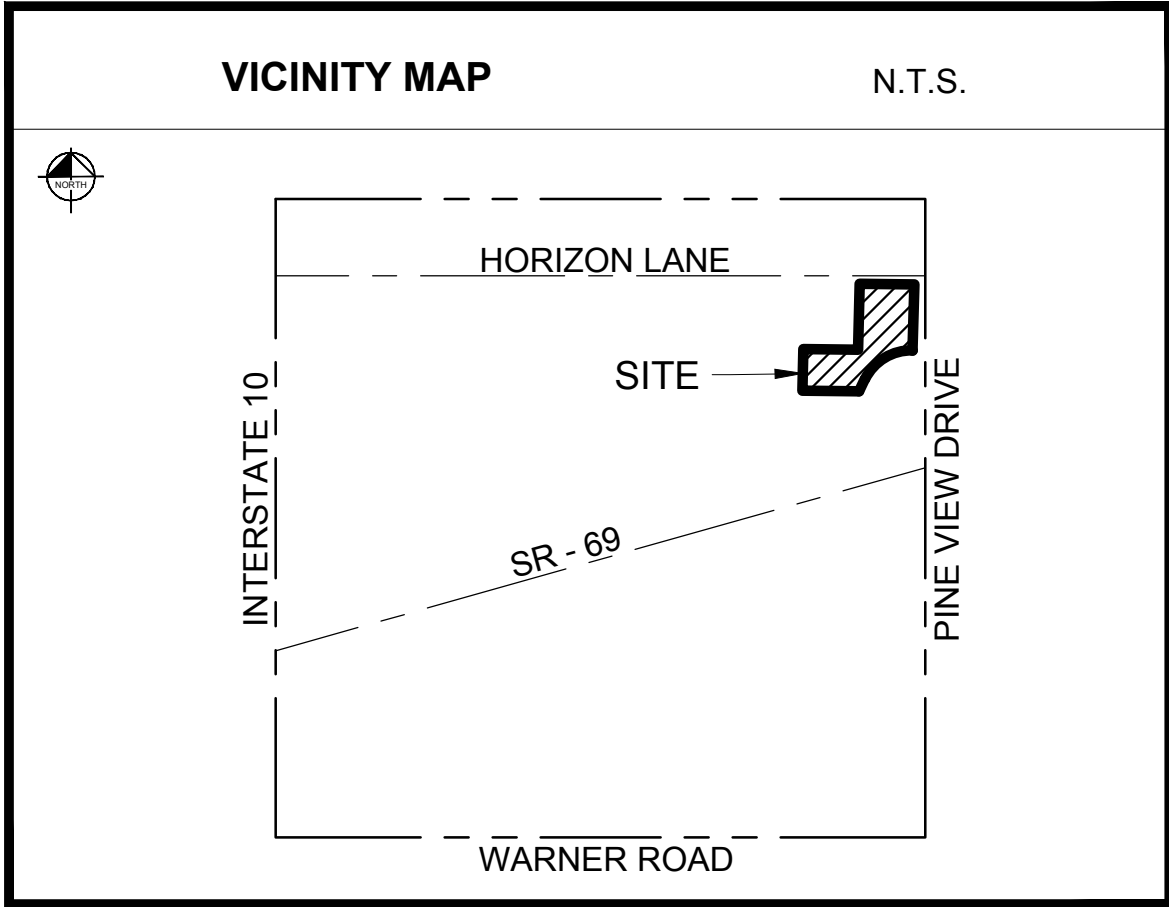 VICINITY MAP
N.T.S.
NORTH
HORIZON LANE
SITE
INTERSTATE 10
PINE VIEW DRIVE
SR - 69
WARNER ROAD